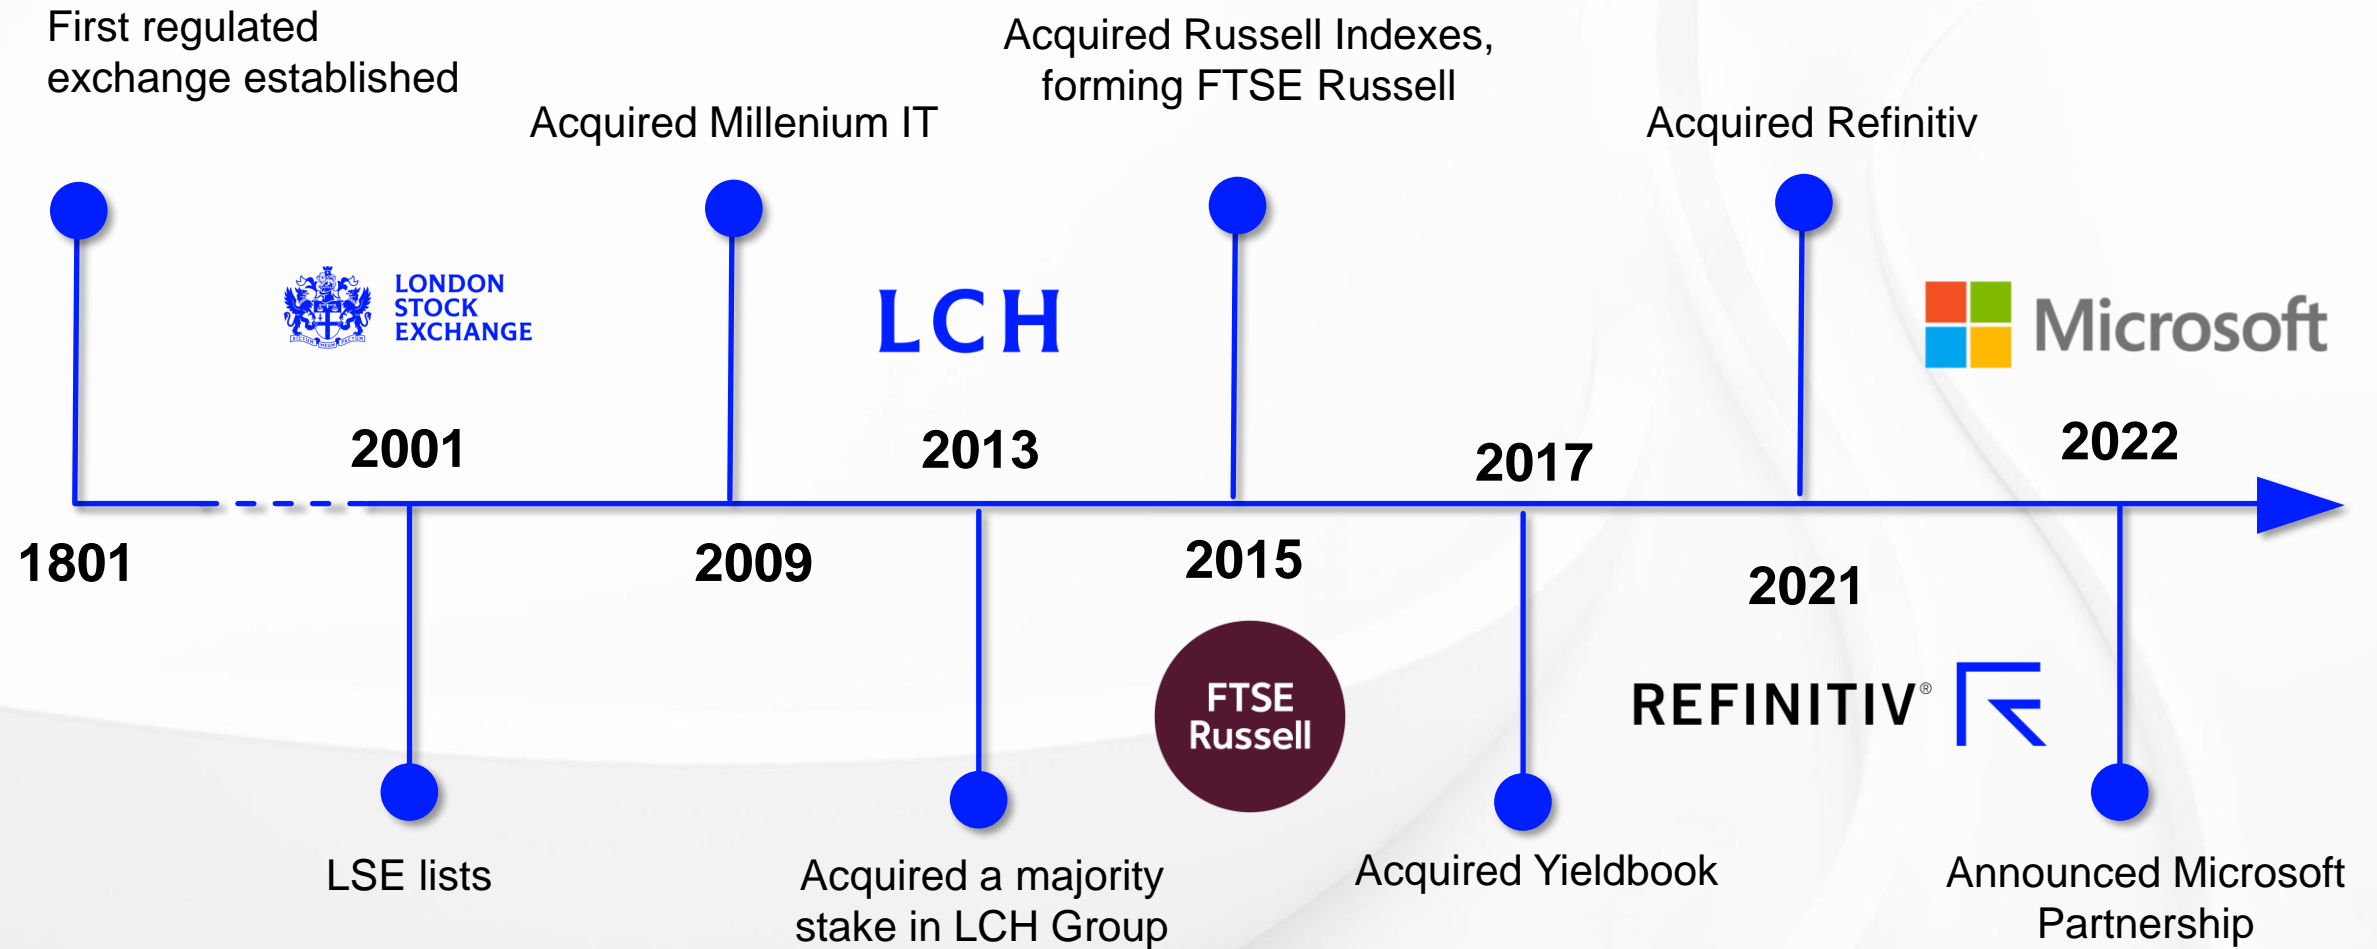 First regulated
exchange established
Acquired Millenium IT
Acquired Russell Indexes,
forming FTSE Russell
Acquired Refinitiv
LONDON
STOCK
EXCHANGE
LCH
Microsoft
2001
2013
2017
2022
1801
2009
2015
2021
FTSE
Russell
REFINITIV®
LSE lists
Acquired a majority
stake in LCH Group
Acquired Yieldbook
Announced Microsoft
Partnership